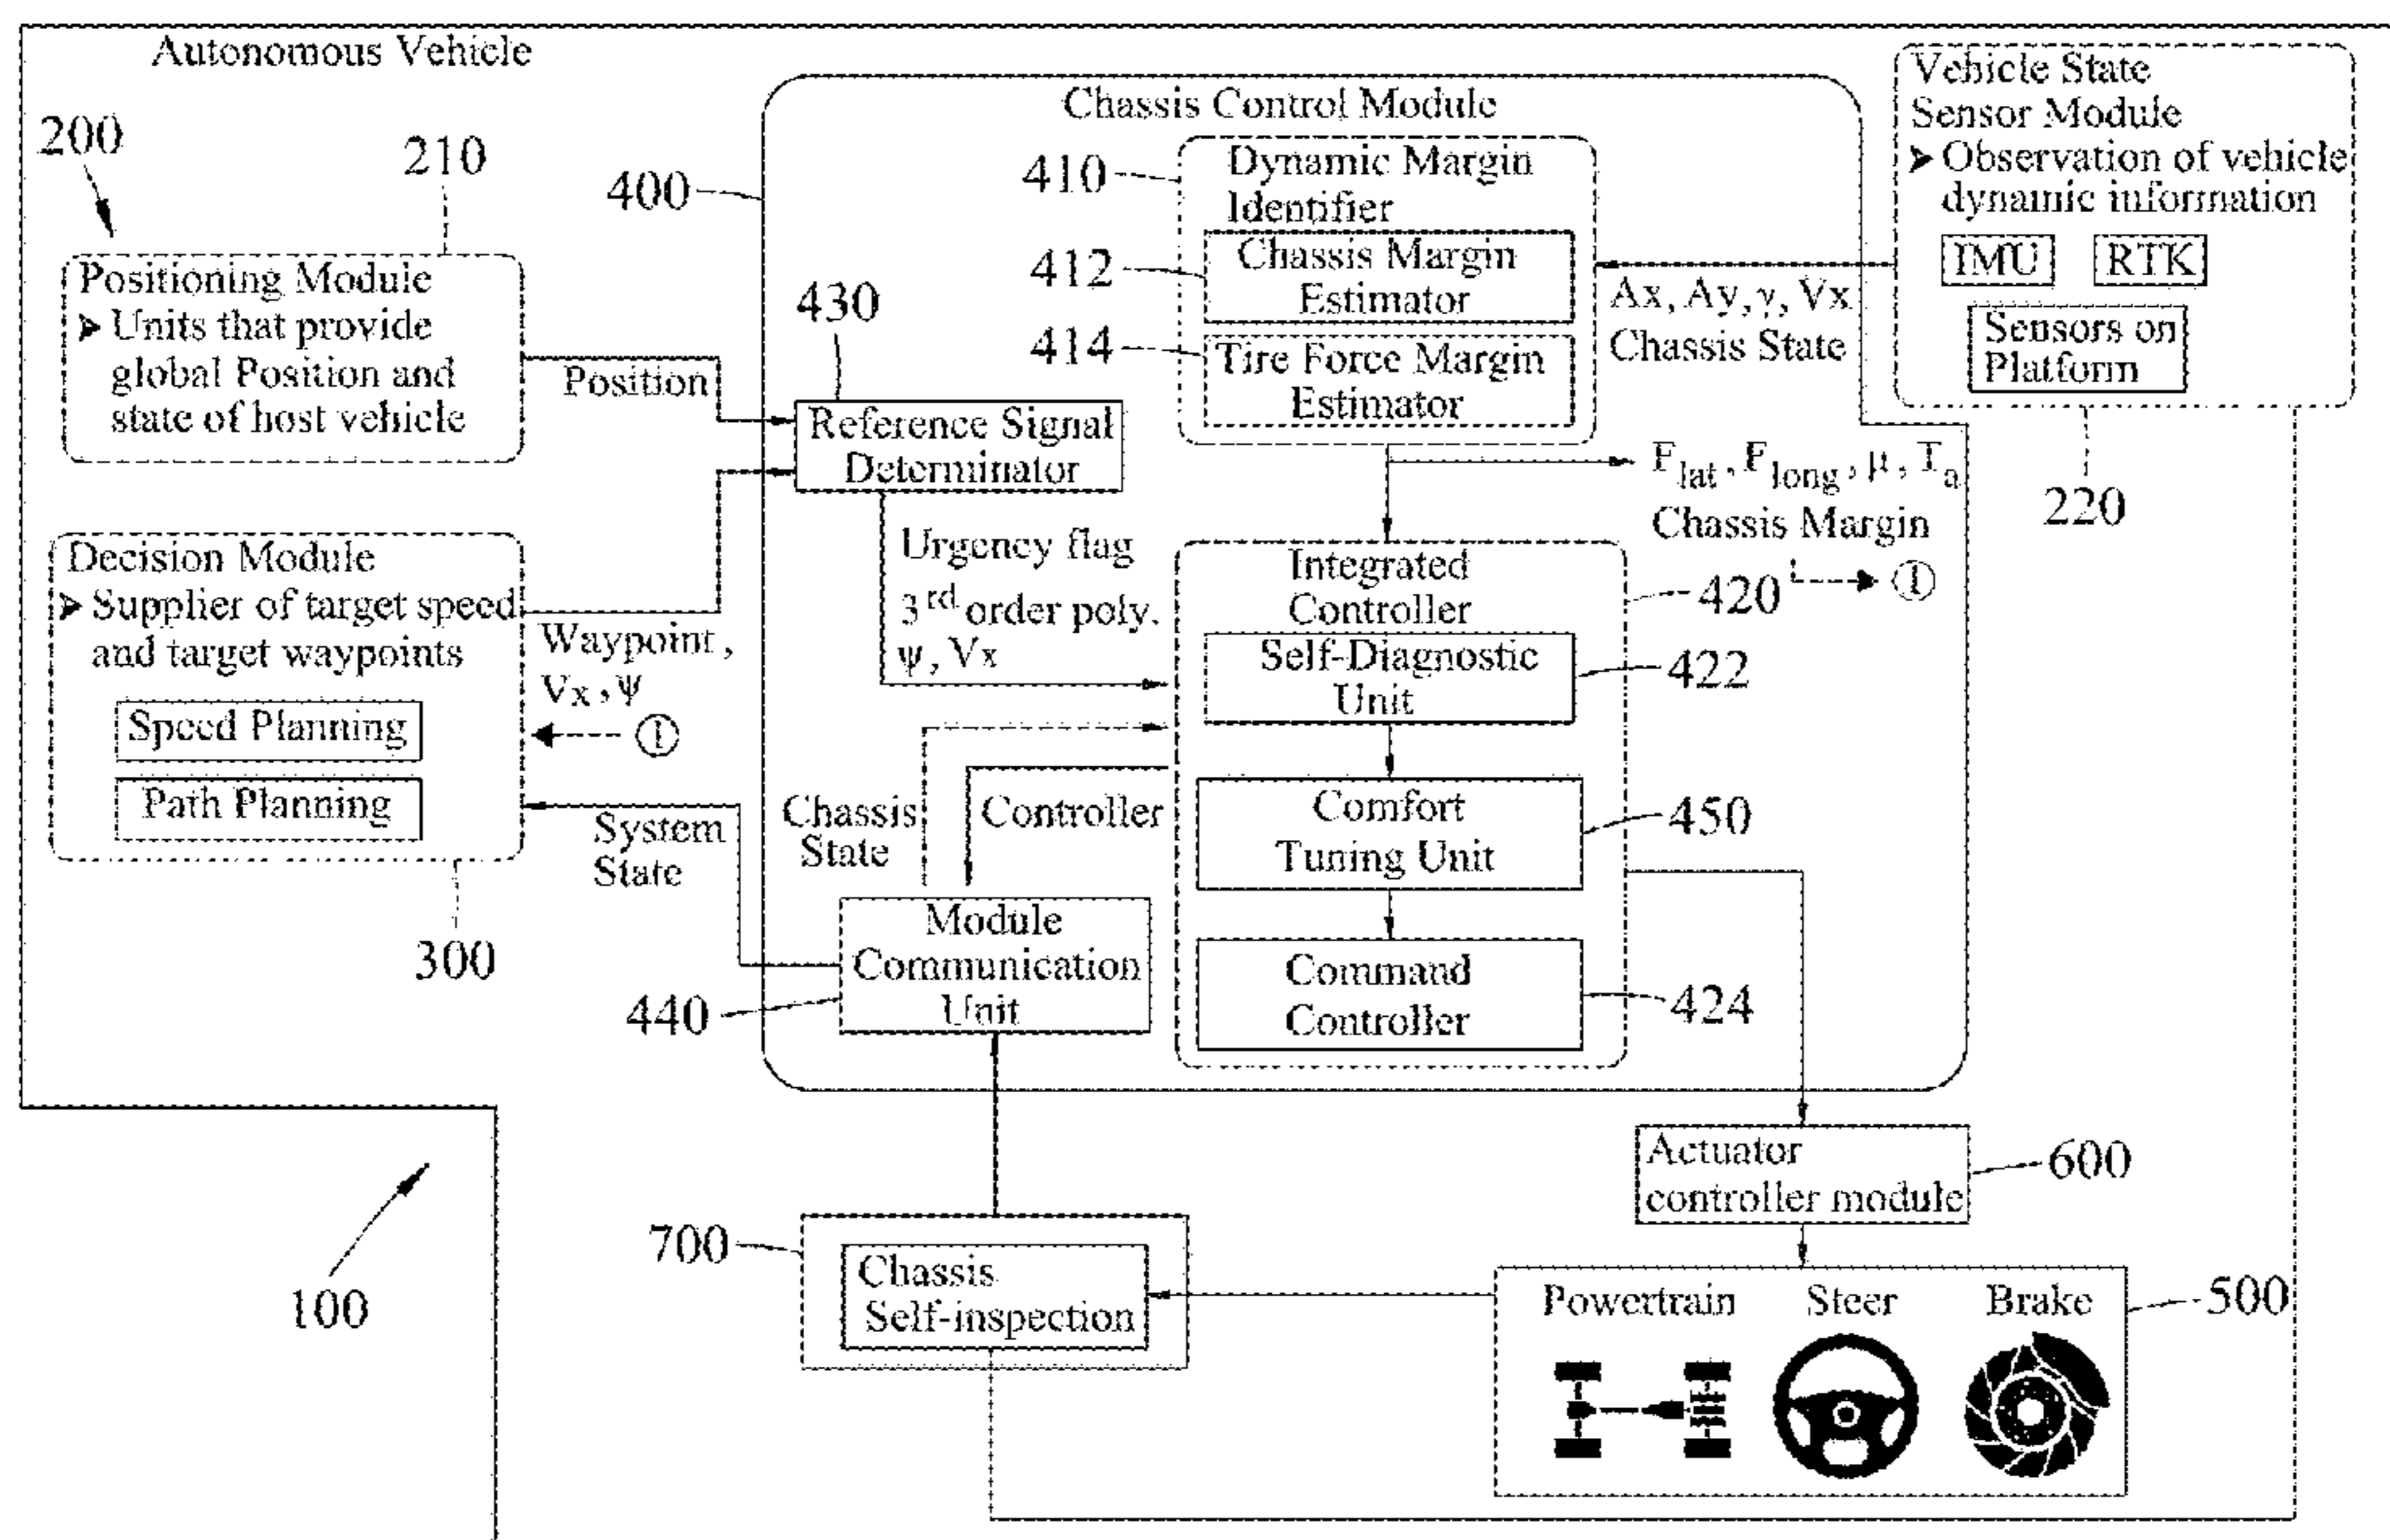 Autonomous Vehicle
200
210
Positioning Module
➤ Units that provide
global Position and
state of host vehicle
Position
Decision Module
➤ Supplier of target speed
and target waypoints
Speed Planning
Path Planning
300
Waypoint,
Vx, ψ
①
System
State
100
400
Chassis Control Module
410
Dynamic Margin
Identifier
412
Chassis Margin
Estimator
414
Tire Force Margin
Estimator
430
Reference Signal
Determinator
Urgency flag
3rd order poly.
ψ, Vx
Chassis
State
Controller
Module
Communication
Unit
440
Integrated
Controller
420
Self-Diagnostic
Unit
422
Comfort
Tuning Unit
450
Command
Controller
424
Ax, Ay, γ, Vx
Chassis State
Flat, Flong, μ, Ta
Chassis Margin
①
Vehicle State
Sensor Module
➤ Observation of vehicle
dynamic information
IMU RTK
Sensors on
Platform
220
Actuator
controller module
600
700
Chassis
Self-inspection
Powertrain Steer Brake
500